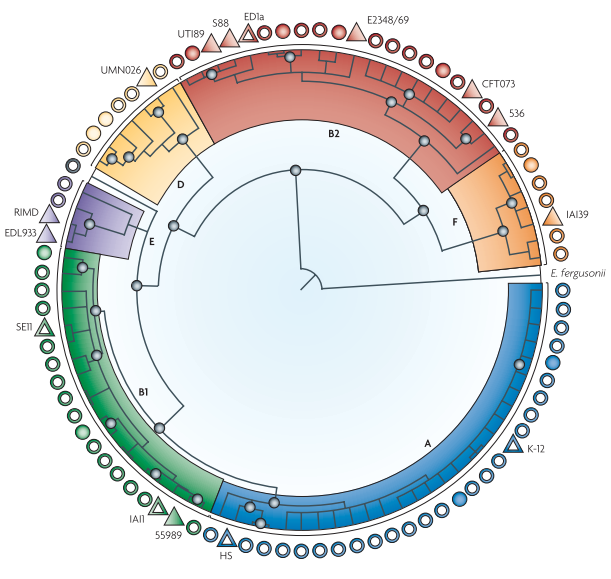 ED1a
S88
E2348/69
UTI89
UMN026
CFT073
536
B2
D
F
RIMD
IAI39
E
EDL933
E. fergusonii
SE11
B1
A
K-12
IAI1
55989
HS